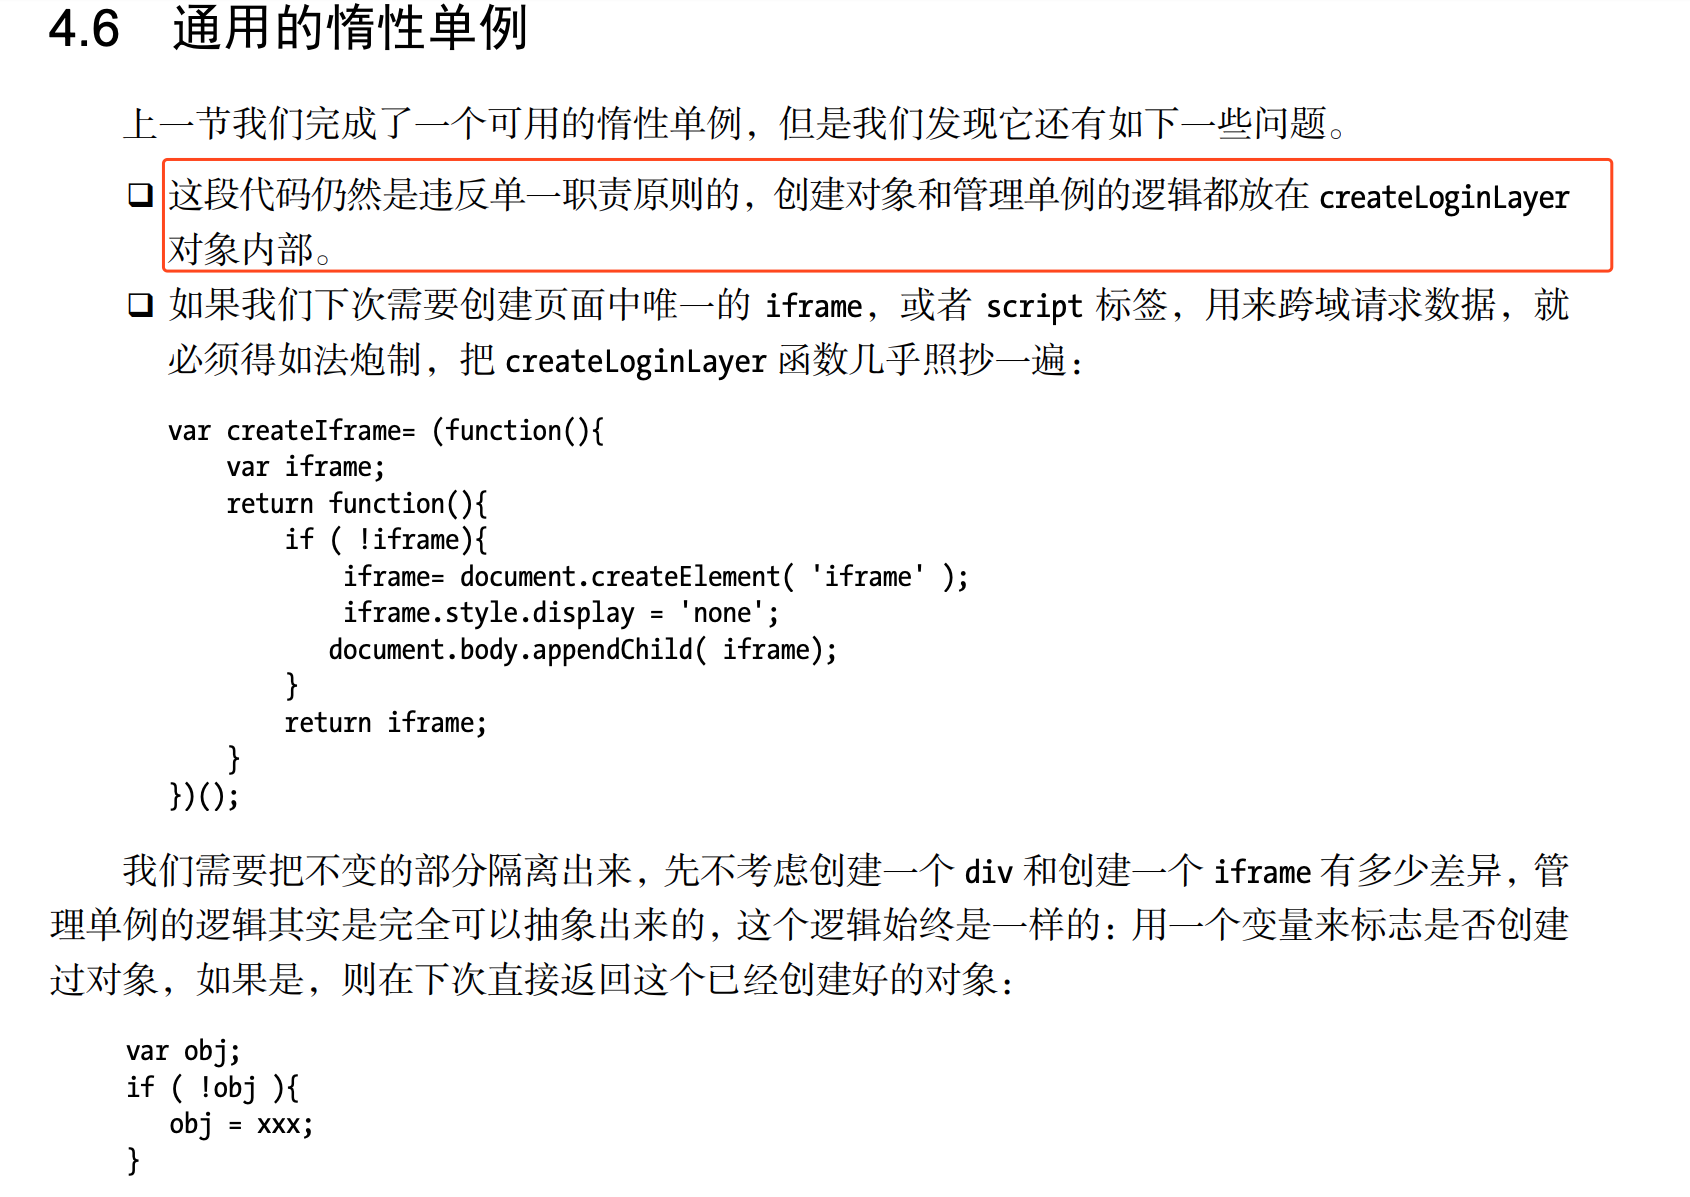 4.6 通用的惰性单例
上一节我们完成了一个可用的惰性单例，但是我们发现它还有如下一些问题。
❑ 这段代码仍然是违反单一职责原则的，创建对象和管理单例的逻辑都放在 createLoginLayer
对象内部。
❑ 如果我们下次需要创建页面中唯一的 iframe，或者 script 标签，用来跨域请求数据，就
必须得如法炮制，把 createLoginLayer 函数几乎照抄一遍：
var createIframe= (function(){
    var iframe;
    return function(){
        if ( !iframe){
            iframe= document.createElement( 'iframe' );
            iframe.style.display = 'none';
           document.body.appendChild( iframe);
        }
        return iframe;
    }
})();
我们需要把不变的部分隔离出来，先不考虑创建一个 div 和创建一个 iframe 有多少差异，管
理单例的逻辑其实是完全可以抽象出来的，这个逻辑始终是一样的：用一个变量来标志是否创建
过对象，如果是，则在下次直接返回这个已经创建好的对象：
var obj;
if ( !obj ){
   obj = xxx;
}